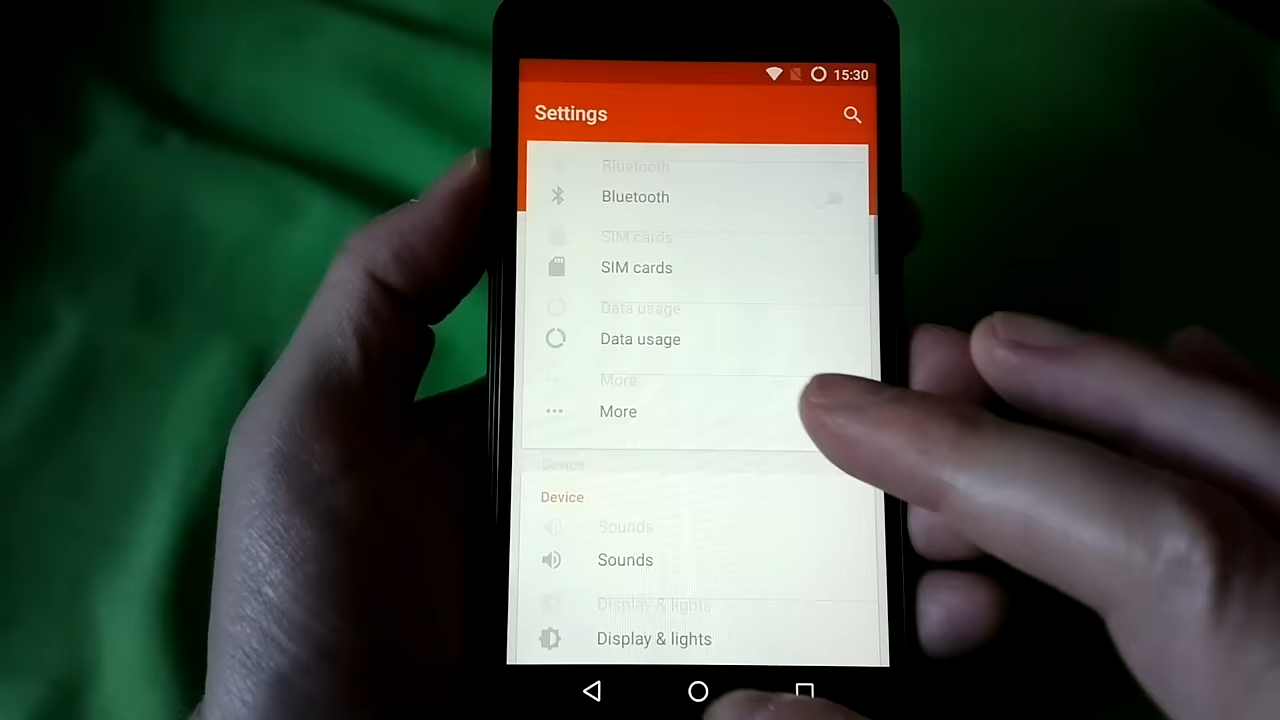 15:30
Settings
Bluetooth
Bluetooth
SIM cards
SIM cards
Data usage
Data usage
More
More
Device
Device
Sounds
Sounds
Display & lights
Display & lights